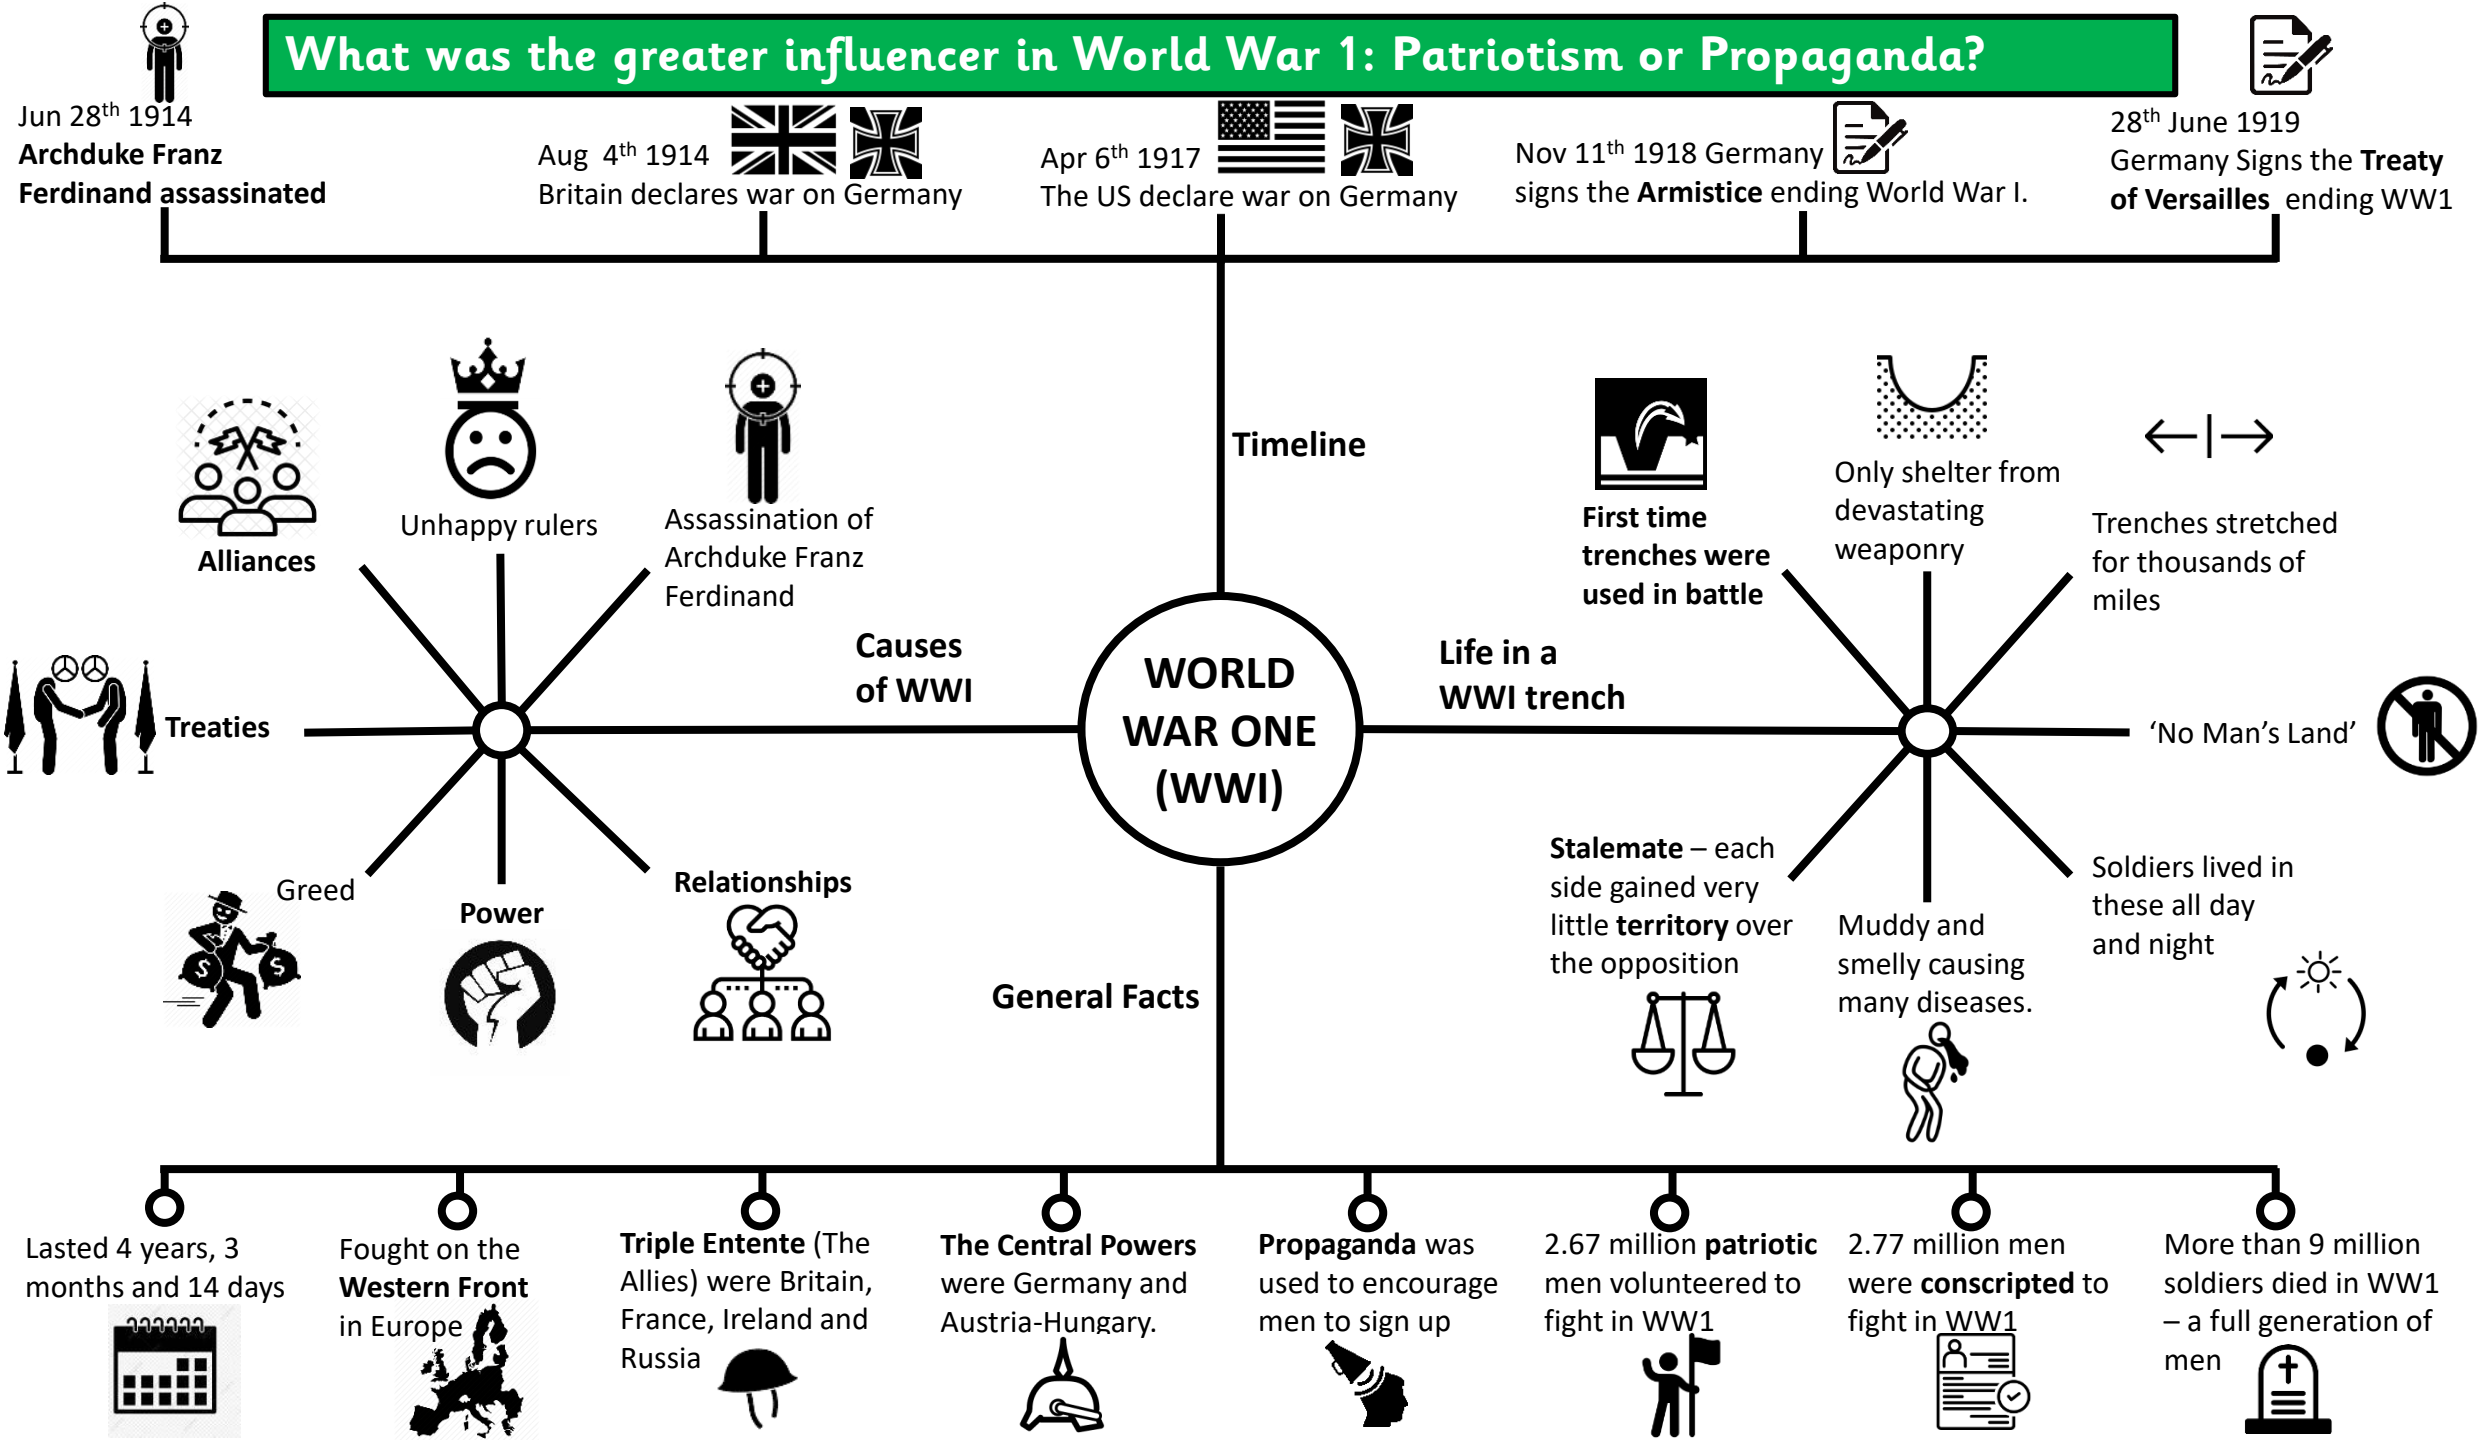 What was the greater influencer in World War 1: Patriotism or Propaganda?
Jun 28th 1914
Archduke Franz
Ferdinand assassinated
Aug 4th 1914
Britain declares war on Germany
Apr 6th 1917
The US declare war on Germany
Nov 11th 1918 Germany
signs the Armistice ending World War I.
28th June 1919
Germany Signs the Treaty
of Versailles ending WW1
Timeline
Alliances
Unhappy rulers
Assassination of
Archduke Franz
Ferdinand
Treaties
Causes
of WWI
Greed
Power
Relationships
WORLD
WAR ONE
(WWI)
Life in a
WWI trench
First time
trenches were
used in battle
Only shelter from
devastating
weaponry
Trenches stretched
for thousands of
miles
‘No Man’s Land’
Stalemate – each
side gained very
little territory over
the opposition
Muddy and
smelly causing
many diseases.
Soldiers lived in
these all day
and night
General Facts
Lasted 4 years, 3
months and 14 days
Fought on the
Western Front
in Europe
Triple Entente (The
Allies) were Britain,
France, Ireland and
Russia
The Central Powers
were Germany and
Austria-Hungary.
Propaganda was
used to encourage
men to sign up
2.67 million patriotic
men volunteered to
fight in WW1
2.77 million men
were conscripted to
fight in WW1
More than 9 million
soldiers died in WW1
– a full generation of
men